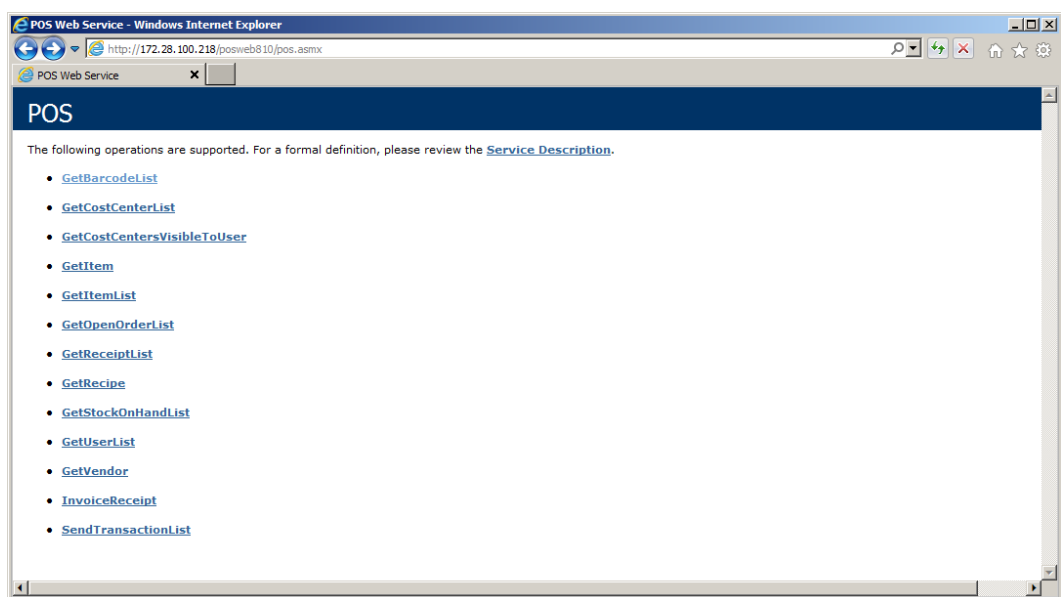 POS Web Service - Windows Internet Explorer
http://172.28.100.218/posweb810/pos.asmx
POS Web Service
POS
The following operations are supported. For a formal definition, please review the Service Description.
GetBarcodeList
GetCostCenterList
GetCostCentersVisibleToUser
GetItem
GetItemList
GetOpenOrderList
GetReceiptList
GetRecipe
GetStockOnHandList
GetUserList
GetVendor
InvoiceReceipt
SendTransactionList